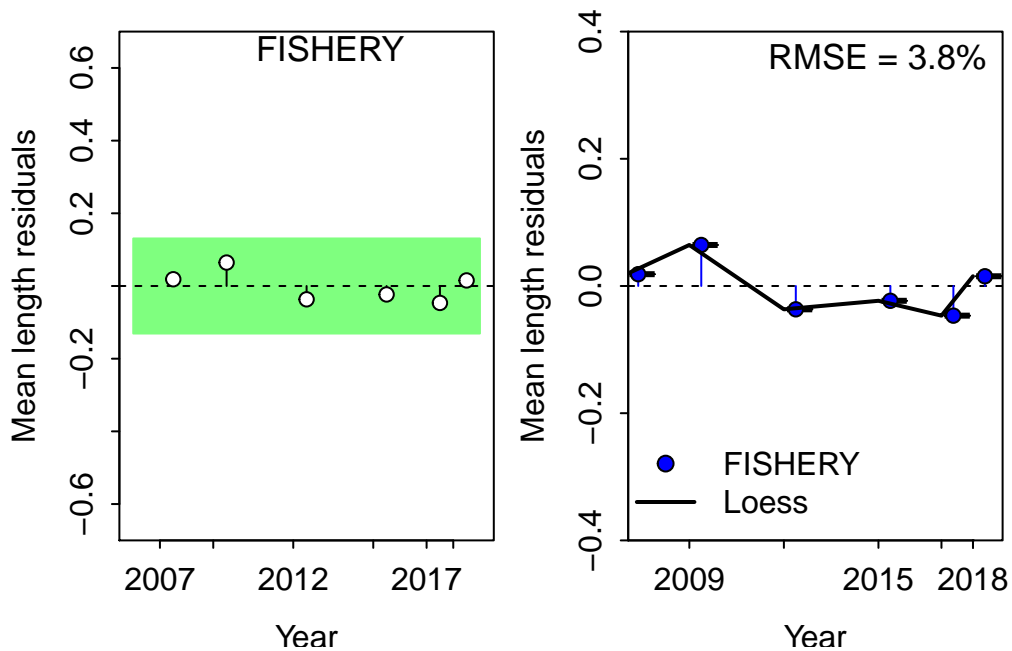 FISHERY
Mean length residuals
0.6
0.4
0.2
−0.2
−0.6
2007
2012
2017
Year
RMSE = 3.8%
Mean length residuals
0.4
0.2
0.0
−0.2
−0.4
FISHERY
Loess
2009
2015
2018
Year